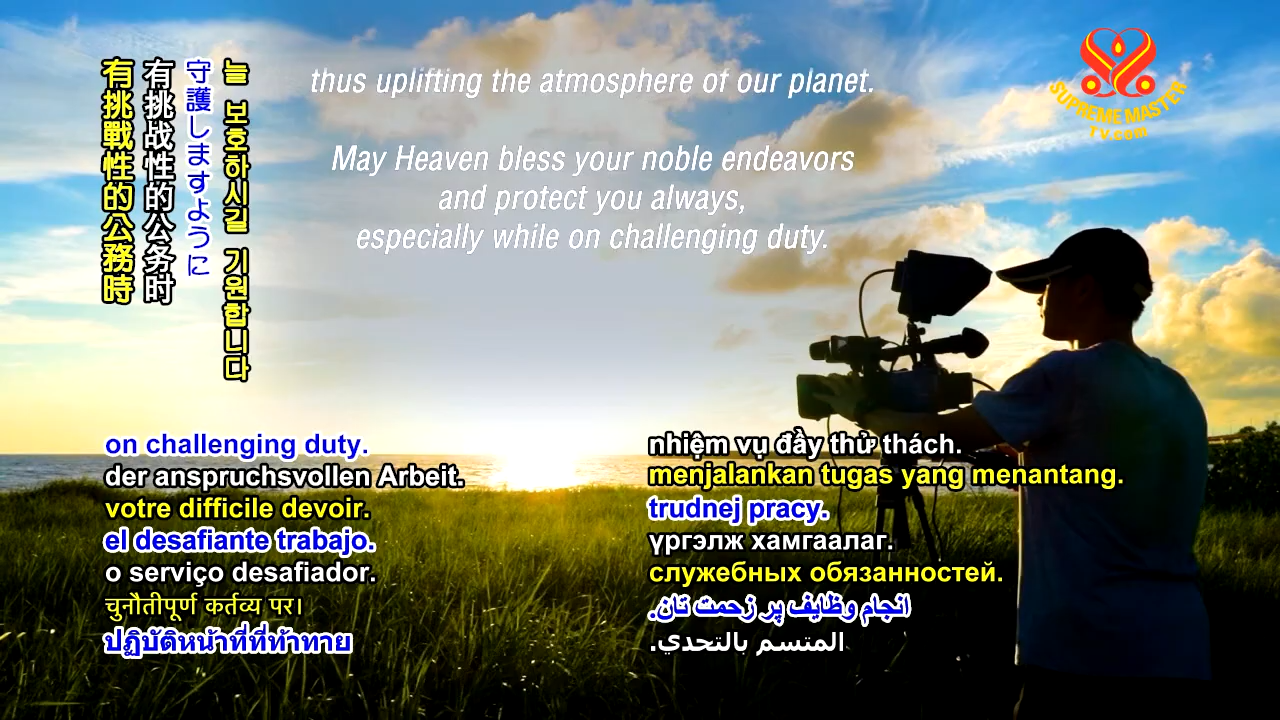 thus uplifting the atmosphere of our planet.
May Heaven bless your noble endeavors
and protect you always,
especially while on challenging duty.
SUPREME MASTER
TV.com
늘 보호하시길 기원합니다
守護しますように
有挑战性的公务时
有挑戰性的公務時
on challenging duty.
der anspruchsvollen Arbeit.
votre difficile devoir.
el desafiante trabajo.
o serviço desafiador.
चुनौतीपूर्ण कर्तव्य पर।
ปฏิบัติหน้าที่ที่ท้าทาย
nhiệm vụ đầy thử thách.
menjalankan tugas yang menantang.
trudnej pracy.
үргэлж хамгаалаг.
служебных обязанностей.
انجام وظایف پر زحمت تان.
المتسم بالتحدي.